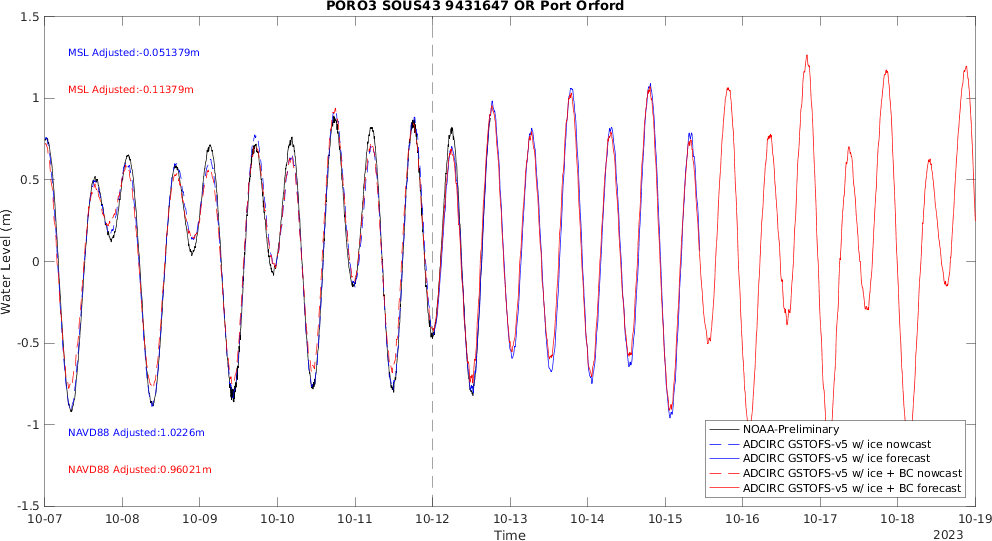 PORO3 SOUS43 9431647 OR Port Orford
1.5
1
0.5
0
-0.5
-1
-1.5
Water Level (m)
MSL Adjusted:-0.051379m
MSL Adjusted:-0.11379m
NAVD88 Adjusted:1.0226m
NAVD88 Adjusted:0.96021m
NOAA-Preliminary
ADCIRC GSTOFS-v5 w/ ice nowcast
ADCIRC GSTOFS-v5 w/ ice forecast
ADCIRC GSTOFS-v5 w/ ice + BC nowcast
ADCIRC GSTOFS-v5 w/ ice + BC forecast
10-07 10-08 10-09 10-10 10-11 10-12 10-13 10-14 10-15 10-16 10-17 10-18 10-19
Time
2023